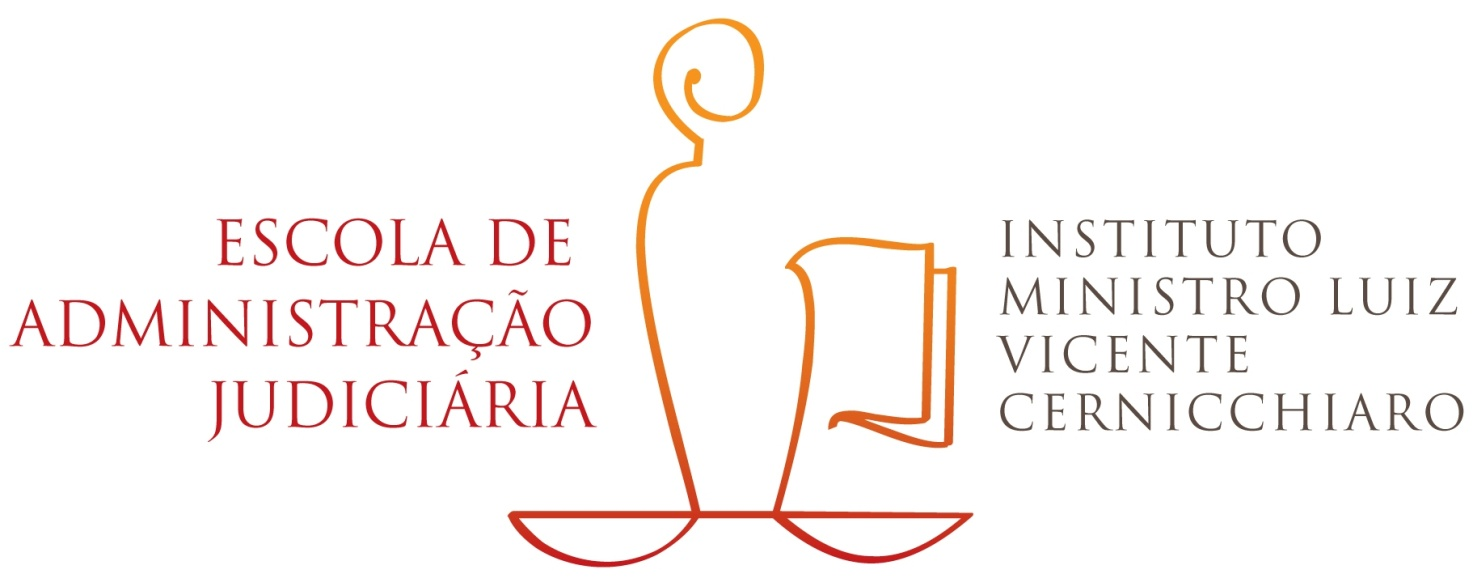 ESCOLA DE
ADMINISTRAÇÃO
JUDICIÁRIA
INSTITUTO
MINISTRO LUIZ
VICENTE
CERNICCHIARO